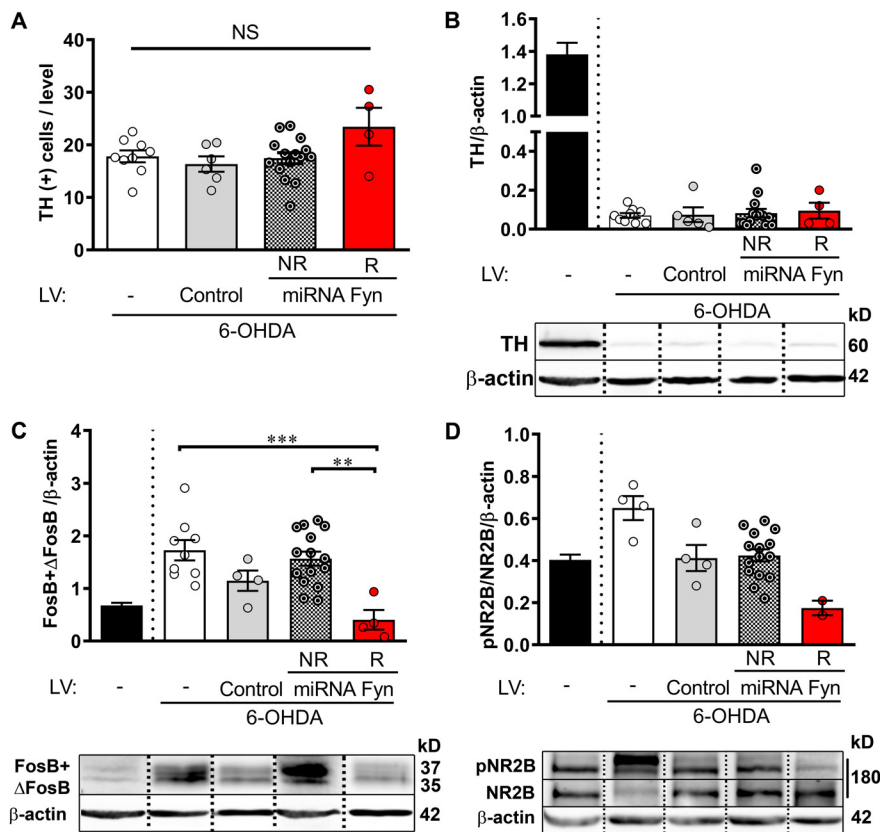 A
TH (+) cells / level
40
30
20
10
0
NS
NR
R
LV:
-
Control
miRNA Fyn
6-OHDA
B
TH/β-actin
1.8
1.4
1.0
0.4
0.2
0.0
NR
R
-
-
Control
miRNA Fyn
6-OHDA
kD
TH
60
β-actin
42
C
FosB+ΔFosB /β-actin
4
3
2
1
0
***
**
NR
R
LV:
-
-
Control
miRNA Fyn
6-OHDA
kD
FosB+
ΔFosB
37
35
β-actin
42
D
pNR2B/NR2B/β-actin
1.0
0.8
0.6
0.4
0.2
0.0
NR
R
LV:
-
-
Control
miRNA Fyn
6-OHDA
kD
pNR2B
NR2B
180
β-actin
42